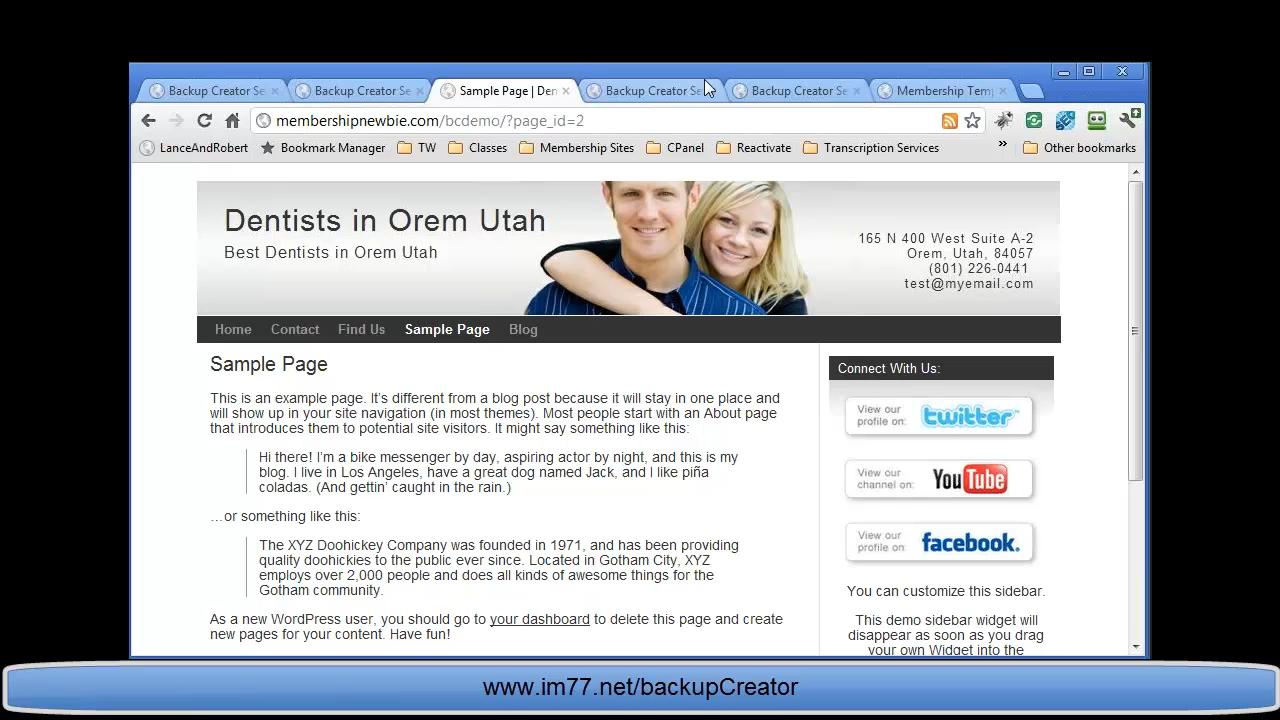 Backup Creator Se
Backup Creator Se
Sample Page | Den
Backup Creator Se
Backup Creator Se
Membership Temp
membershipnewbie.com/bcdemo/?page_id=2
LanceAndRobert
Bookmark Manager
TW
Classes
Membership Sites
CPanel
Reactivate
Transcription Services
»
Other bookmarks
Dentists in Orem Utah
Best Dentists in Orem Utah
165 N 400 West Suite A-2
Orem, Utah, 84057
(801) 226-0441
test@myemail.com
Home
Contact
Find Us
Sample Page
Blog
Sample Page
This is an example page. It’s different from a blog post because it will stay in one place and
will show up in your site navigation (in most themes). Most people start with an About page
that introduces them to potential site visitors. It might say something like this:
Hi there! I’m a bike messenger by day, aspiring actor by night, and this is my
blog. I live in Los Angeles, have a great dog named Jack, and I like piña
coladas. (And gettin’ caught in the rain.)
…or something like this:
The XYZ Doohickey Company was founded in 1971, and has been providing
quality doohickies to the public ever since. Located in Gotham City, XYZ
employs over 2,000 people and does all kinds of awesome things for the
Gotham community.
As a new WordPress user, you should go to your dashboard to delete this page and create
new pages for your content. Have fun!
Connect With Us:
View our
profile on:
twitter
View our
channel on:
YouTube
View our
profile on:
facebook.
You can customize this sidebar.
This demo sidebar widget will
disappear as soon as you drag
your own Widget into the
www.im77.net/backupCreator